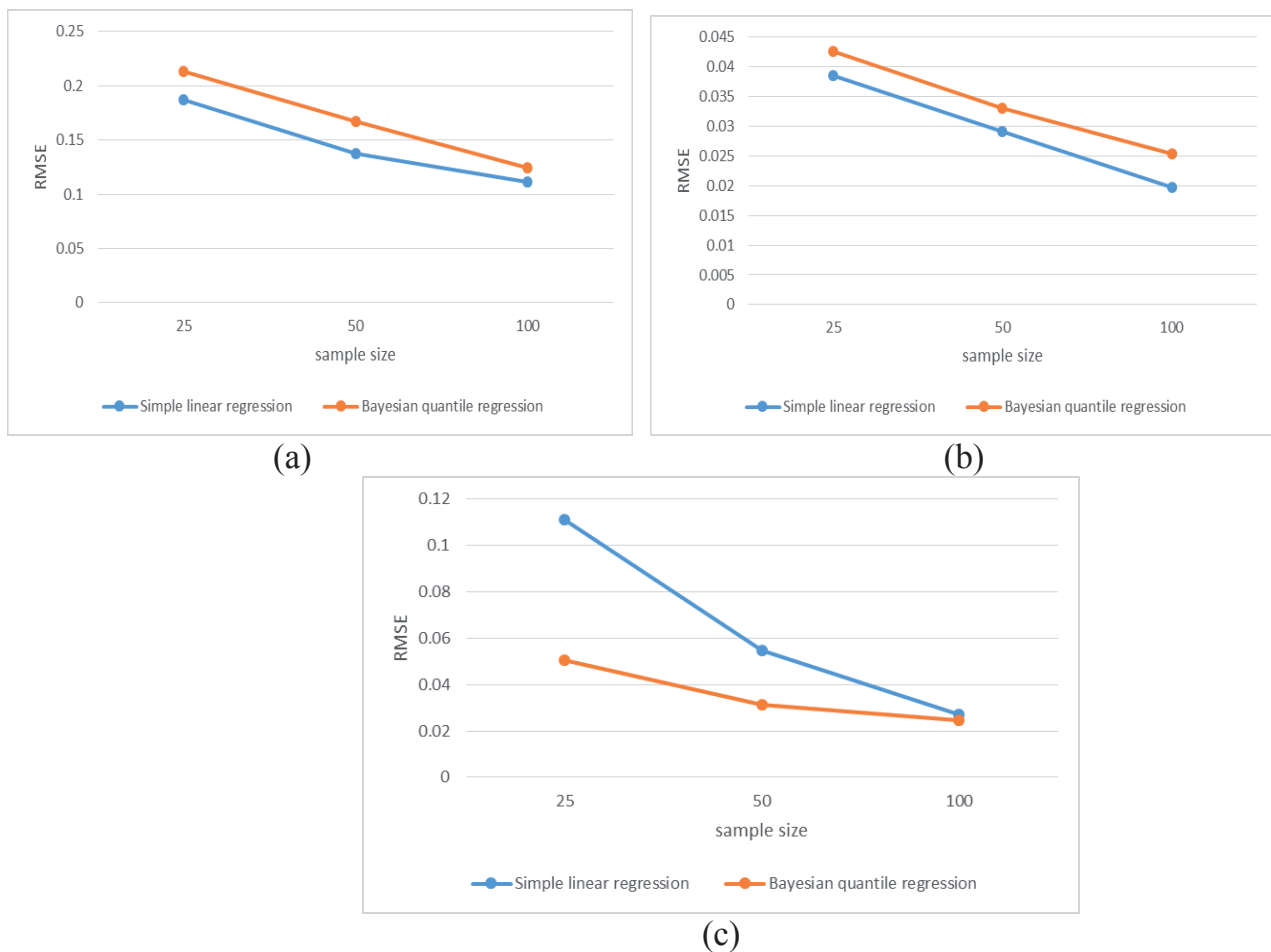 0.25
0.2
0.15
0.1
0.05
0
RMSE
25 50 100
sample size
Simple linear regression Bayesian quantile regression
(a)
0.045
0.04
0.035
0.03
0.025
0.02
0.015
0.01
0.005
0
RMSE
25 50 100
sample size
Simple linear regression Bayesian quantile regression
(b)
0.12
0.1
0.08
0.06
0.04
0.02
0
RMSE
25 50 100
sample size
Simple linear regression Bayesian quantile regression
(c)